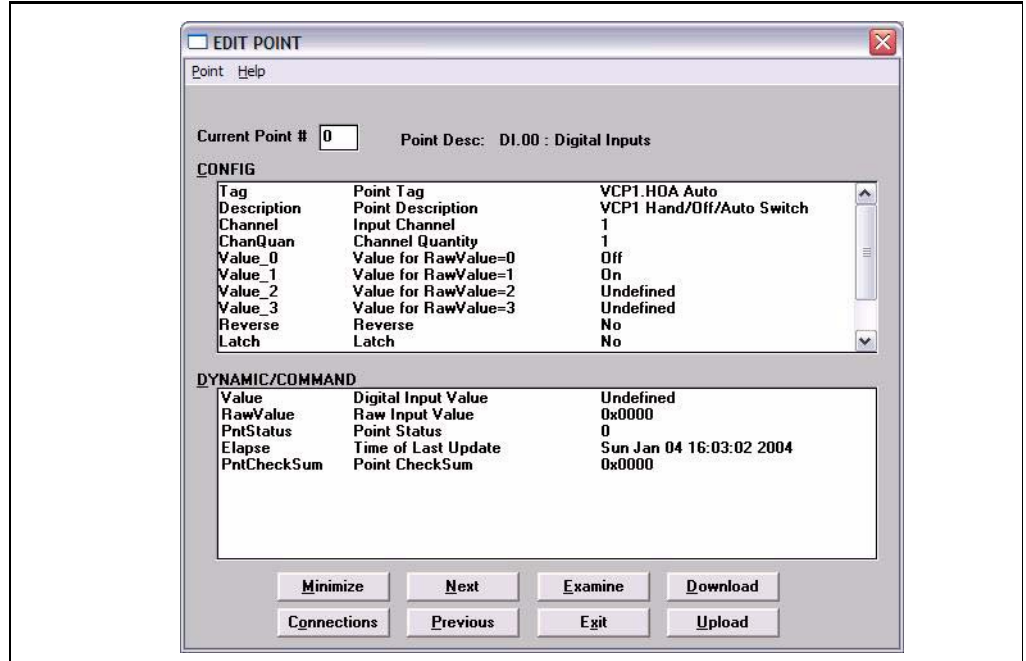 EDIT POINT
Point Help
Current Point # 0 Point Desc: DI.00 : Digital Inputs
CONFIG
Tag Point Tag VCP1.HOA Auto
Description Point Description VCP1 Hand/Off/Auto Switch
Channel Input Channel 1
ChanQuan Channel Quantity 1
Value_0 Value for RawValue=0 Off
Value_1 Value for RawValue=1 On
Value_2 Value for RawValue=2 Undefined
Value_3 Value for RawValue=3 Undefined
Reverse Reverse No
Latch Latch No
DYNAMIC/COMMAND
Value Digital Input Value Undefined
RawValue Raw Input Value 0x0000
PntStatus Point Status 0
Elapse Time of Last Update Sun Jan 04 16:03:02 2004
PntCheckSum Point CheckSum 0x0000
Minimize Next Examine Download
Connections Previous Exit Upload